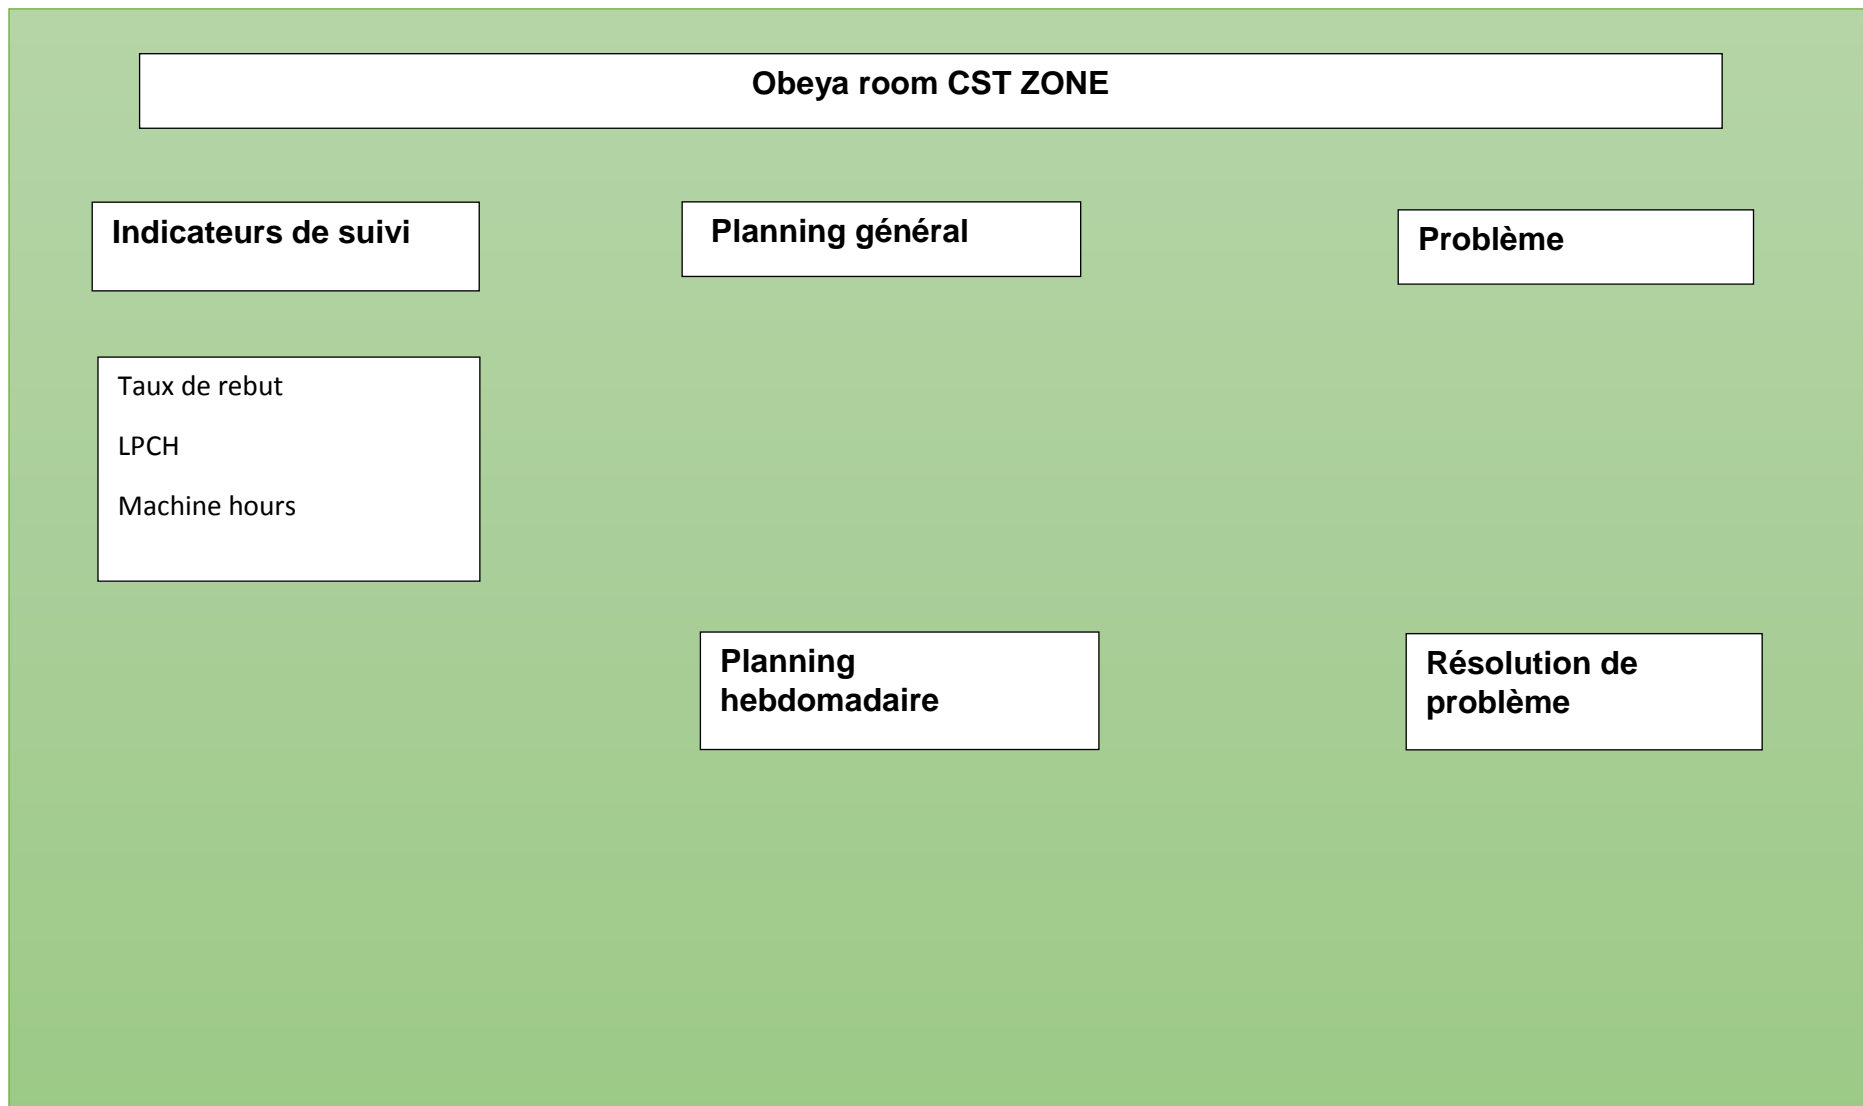 Obeya room CST ZONE
Indicateurs de suivi
Planning général
Problème
Taux de rebut
LPCH
Machine hours
Planning
hebdomadaire
Résolution de
problème